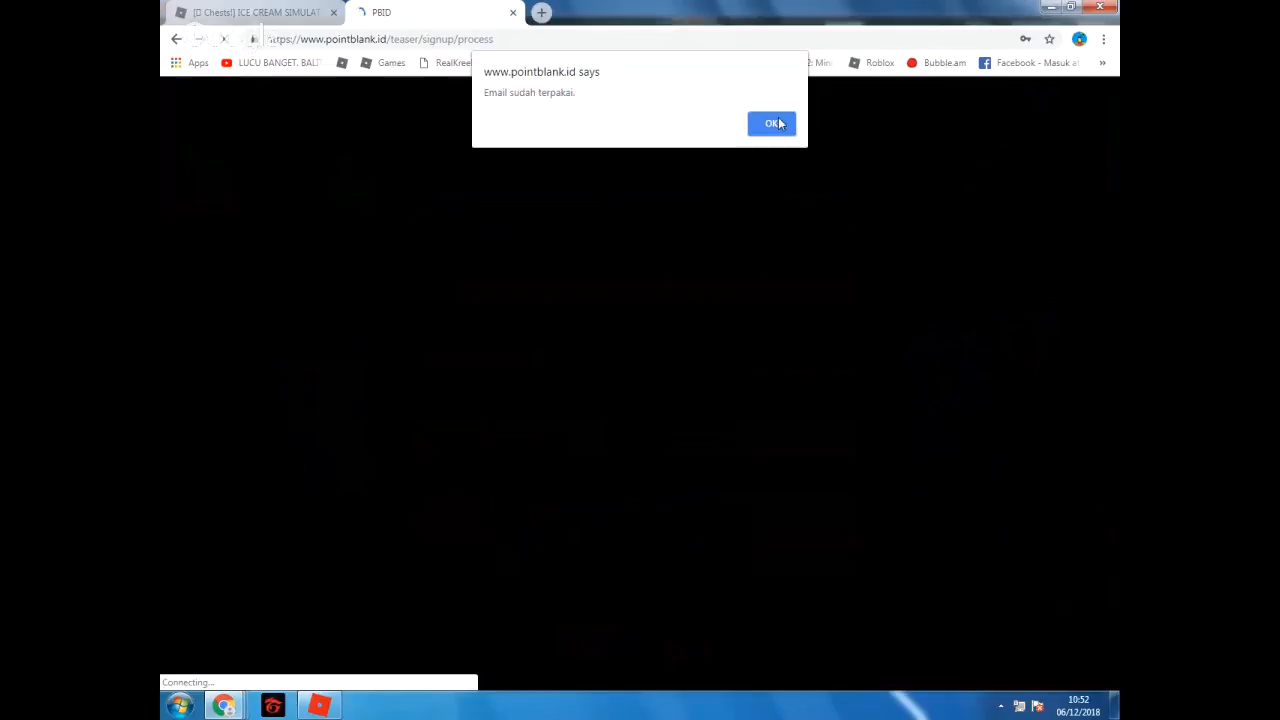 [ Chests!] ICE CREAM SIMULAT
PBID
https://www.pointblank.id/teaser/signup/process
Apps
LUCU BANGET. BALI
Games
RealKree
Roblox
Bubble.am
Facebook - Masuk at
»
www.pointblank.id says
Email sudah terpakai.
OK
Connecting...
10:52
06/12/2018